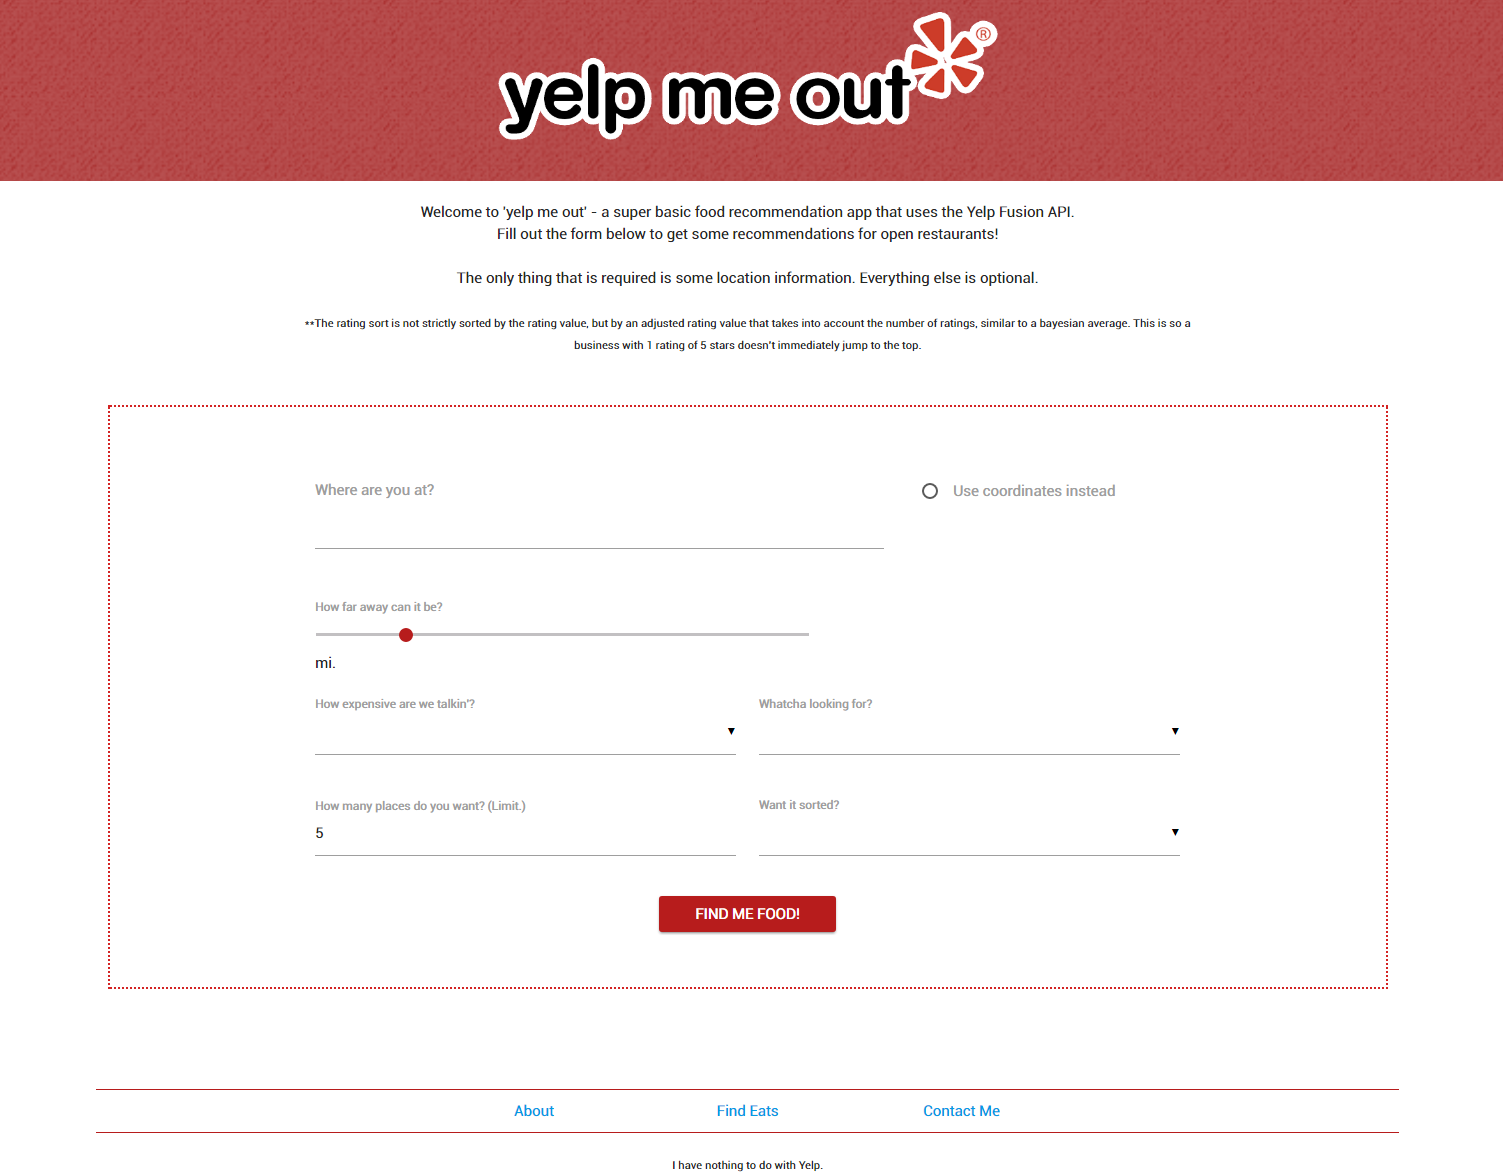 yelp me out ®
Welcome to 'yelp me out' - a super basic food recommendation app that uses the Yelp Fusion API.
Fill out the form below to get some recommendations for open restaurants!
The only thing that is required is some location information. Everything else is optional.
**The rating sort is not strictly sorted by the rating value, but by an adjusted rating value that takes into account the number of ratings, similar to a bayesian average. This is so a
business with 1 rating of 5 stars doesn't immediately jump to the top.
Where are you at?
Use coordinates instead
How far away can it be?
mi.
How expensive are we talkin'?
Whatcha looking for?
How many places do you want? (Limit.)
Want it sorted?
5
FIND ME FOOD!
About
Find Eats
Contact Me
I have nothing to do with Yelp.